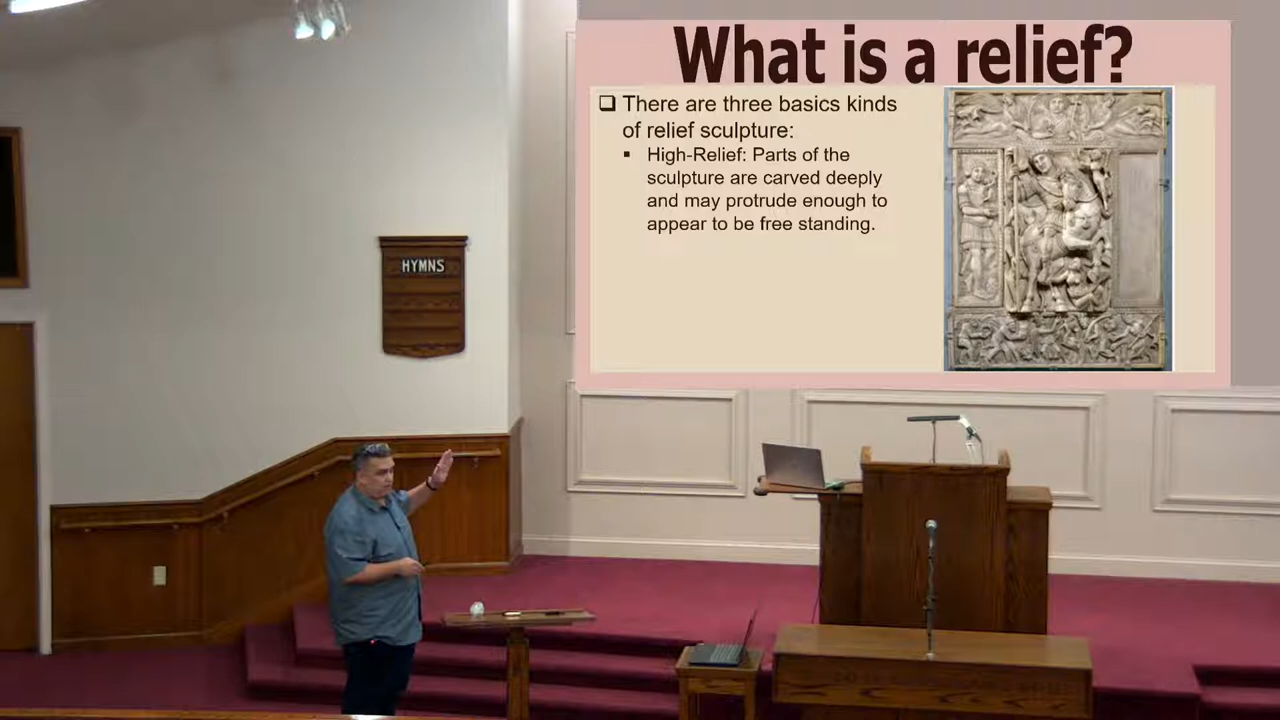 What is a relief?
There are three basics kinds
of relief sculpture:
High-Relief: Parts of the
sculpture are carved deeply
and may protrude enough to
appear to be free standing.
HYMNS